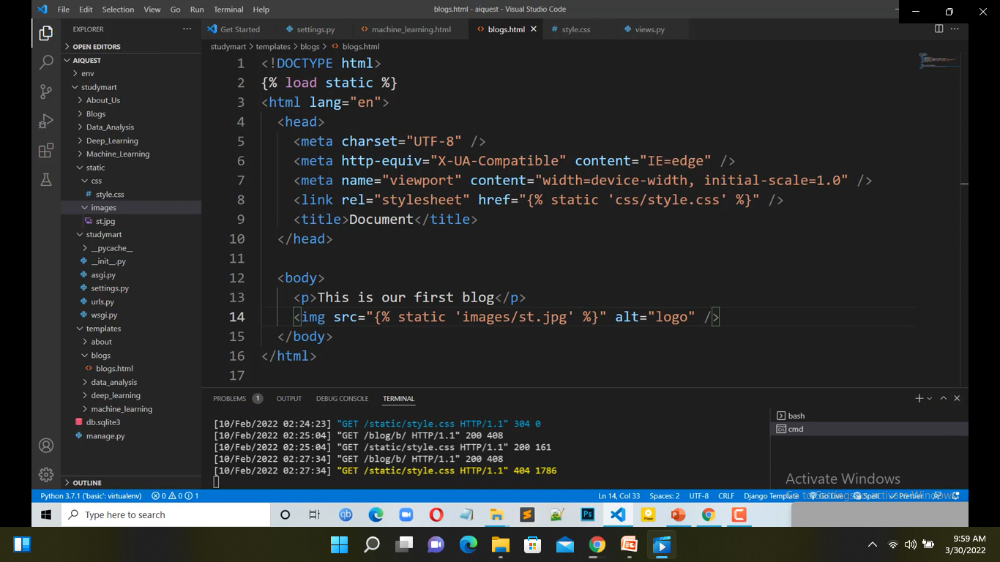 File Edit Selection View Go Run Terminal Help
blogs.html - aiquest - Visual Studio Code
EXPLORER
Get Started settings.py machine_learning.html blogs.html style.css views.py
OPEN EDITORS
studymart > templates > blogs > blogs.html
AIQUEST
env
studymart
About_Us
Blogs
Data_Analysis
Deep_Learning
Machine_Learning
static
css
style.css
images
st.jpg
studymart
__pycache__
__init__.py
asgi.py
settings.py
urls.py
wsgi.py
templates
about
blogs
blogs.html
data_analysis
deep_learning
machine_learning
db.sqlite3
manage.py
OUTLINE
1 <!DOCTYPE html>
2 {% load static %}
3 <html lang="en">
4 <head>
5 <meta charset="UTF-8" />
6 <meta http-equiv="X-UA-Compatible" content="IE=edge" />
7 <meta name="viewport" content="width=device-width, initial-scale=1.0" />
8 <link rel="stylesheet" href="{% static 'css/style.css' %}" />
9 <title>Document</title>
10 </head>
11
12 <body>
13 <p>This is our first blog</p>
14 <img src="{% static 'images/st.jpg' %}" alt="logo" />
15 </body>
16 </html>
17
PROBLEMS 1 OUTPUT DEBUG CONSOLE TERMINAL
[10/Feb/2022 02:24:23] "GET /static/style.css HTTP/1.1" 304 0
[10/Feb/2022 02:25:04] "GET /blog/b/ HTTP/1.1" 200 408
[10/Feb/2022 02:25:04] "GET /static/style.css HTTP/1.1" 200 161
[10/Feb/2022 02:27:34] "GET /blog/b/ HTTP/1.1" 200 408
[10/Feb/2022 02:27:34] "GET /static/style.css HTTP/1.1" 404 1786
bash
cmd
Activate Windows
Go to Settings to activate Windows.
Python 3.7.1 ('basic': virtualenv) 0 0 1 Ln 14, Col 33 Spaces: 2 UTF-8 CRLF Django Template Go Live Spell Prettier
Type here to search
qb
Ps
Player
9:59 AM
3/30/2022